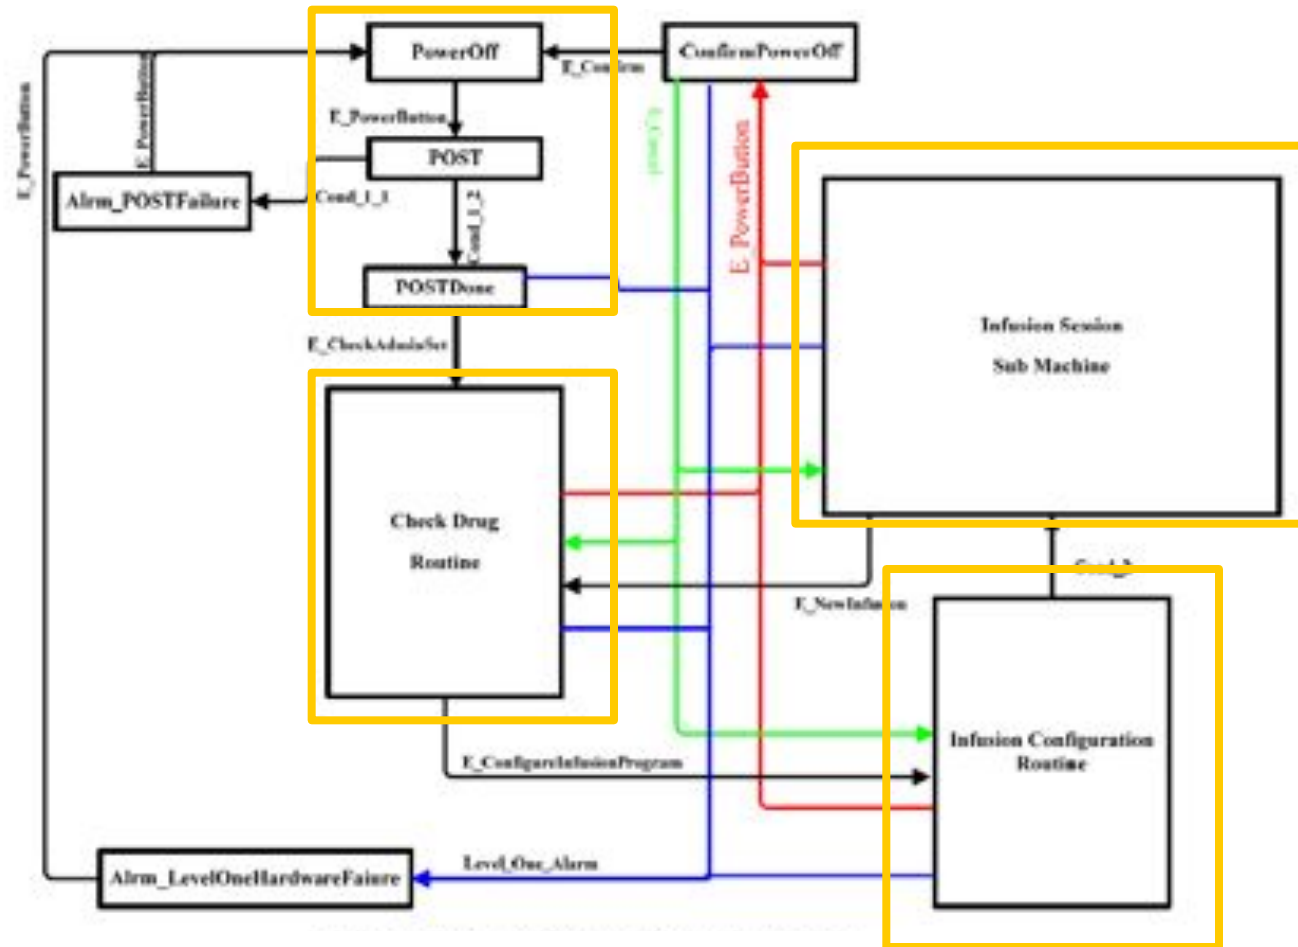 PowerOff
ConfirmPowerOff
E_Confirm
E_PowerButton
E_PowerButton
E_PowerButton
POST
Alrm_POSTFailure
Cond_1_1
Cond_1_2
E_PowerButton
POSTDone
E_CheckAdminSet
Infusion Session
Sub Machine
Check Drug
Routine
E_NewInfusion
Infusion Configuration
Routine
E_ConfigureInfusionProgram
Level_One_Alarm
Alrm_LevelOneHardwareFaiure